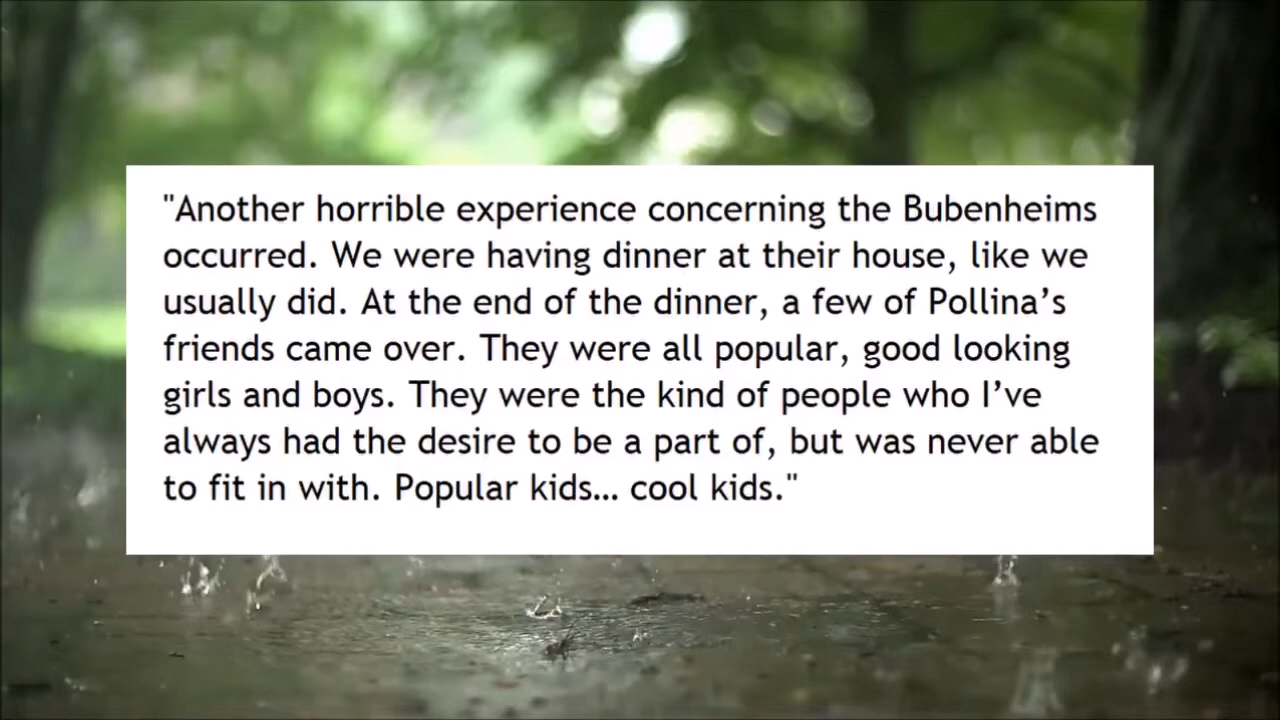 "Another horrible experience concerning the Bubenheims
occurred. We were having dinner at their house, like we
usually did. At the end of the dinner, a few of Pollina’s
friends came over. They were all popular, good looking
girls and boys. They were the kind of people who I’ve
always had the desire to be a part of, but was never able
to fit in with. Popular kids… cool kids."